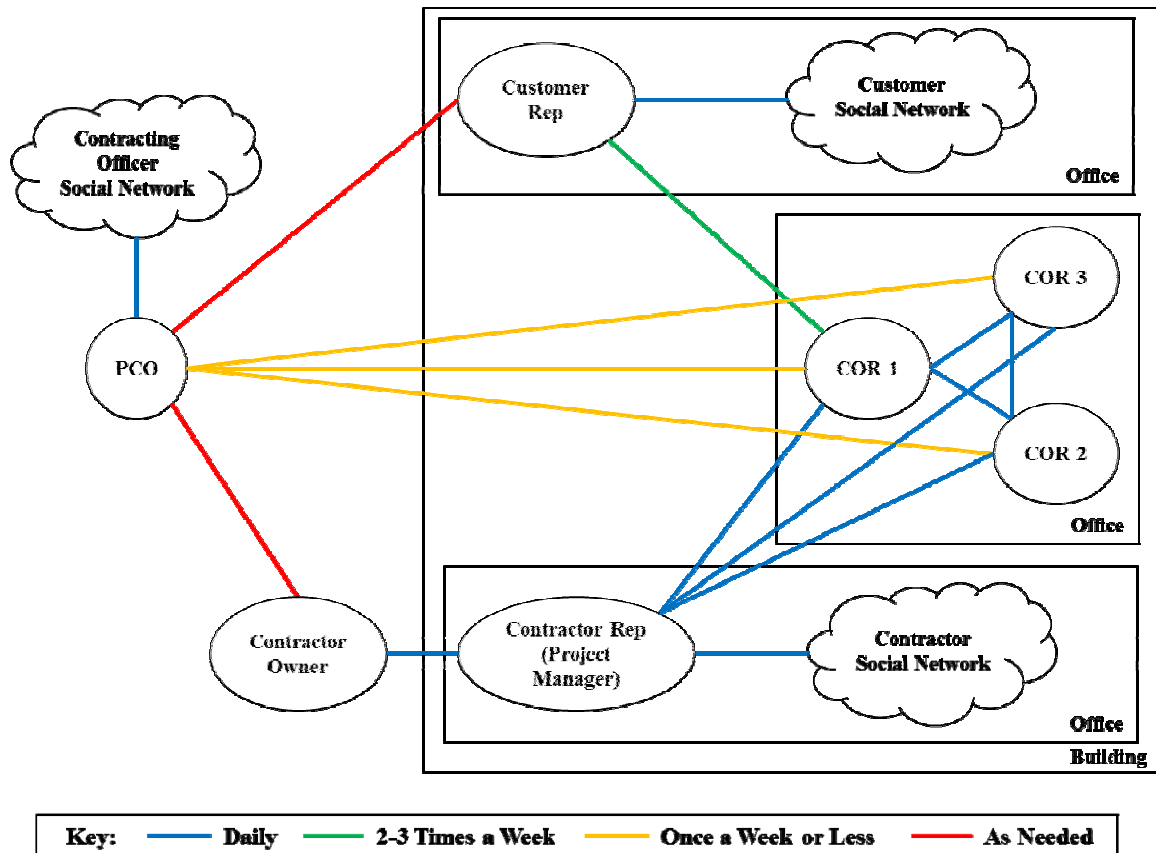 Customer
Rep
Customer
Social Network
Office
Contracting
Officer
Social Network
COR 3
PCO
COR 1
COR 2
Office
Contractor
Owner
Contractor Rep
(Project
Manager)
Contractor
Social Network
Office
Building
Key: Daily 2-3 Times a Week Once a Week or Less As Needed